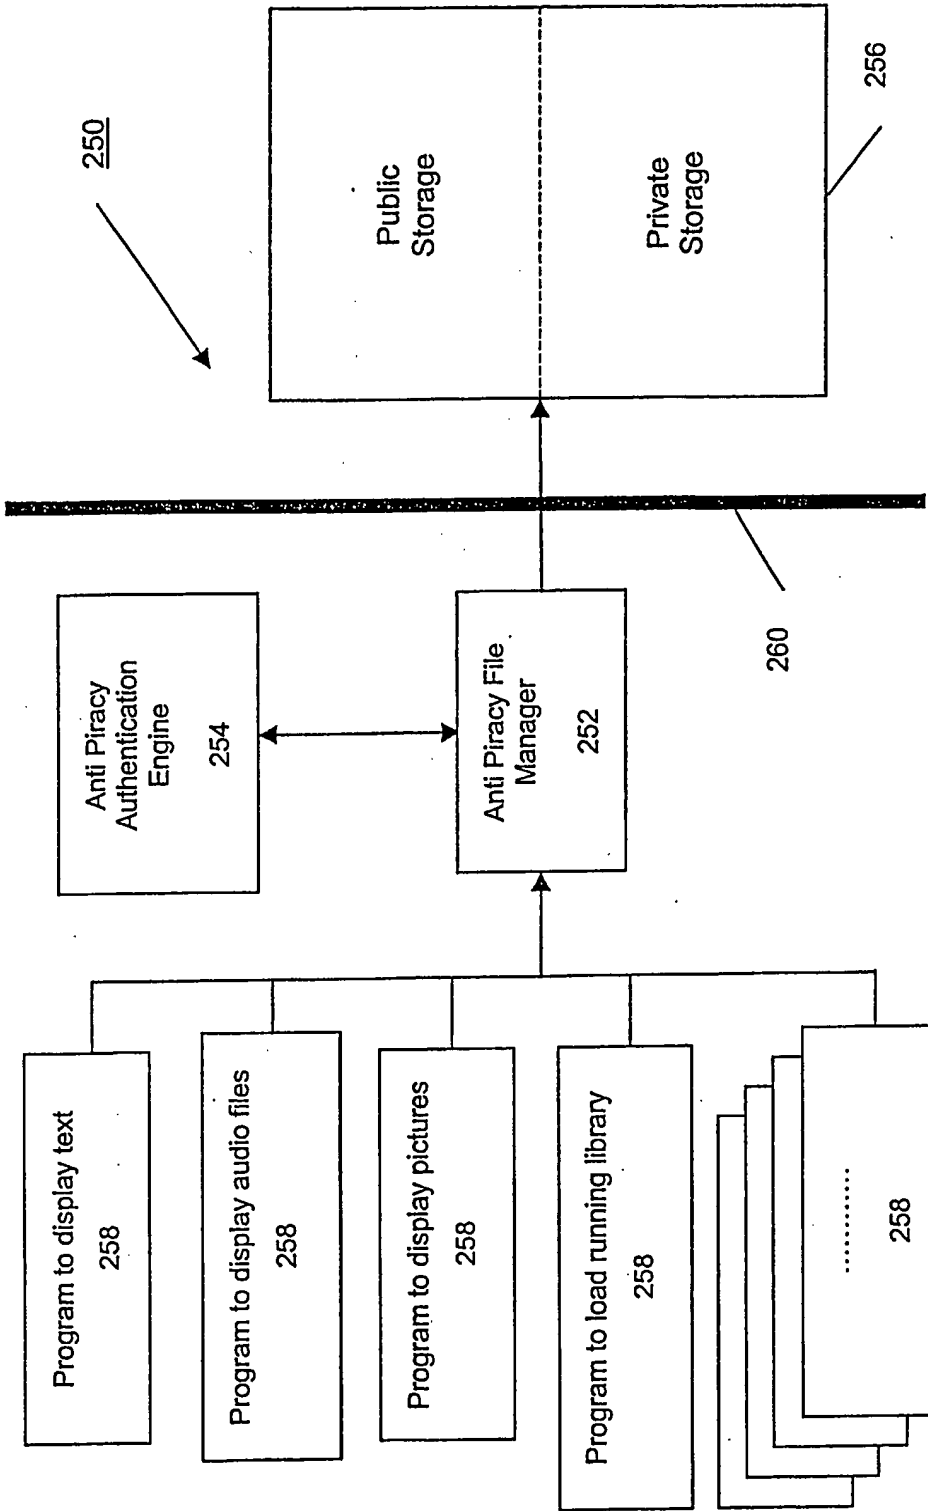 250
Program to display text
258
Program to display audio files
258
Program to display pictures
258
Program to load running library
258
..........
258
Anti Piracy
Authentication
Engine
254
Anti Piracy File
Manager
252
260
Public
Storage
Private
Storage
256